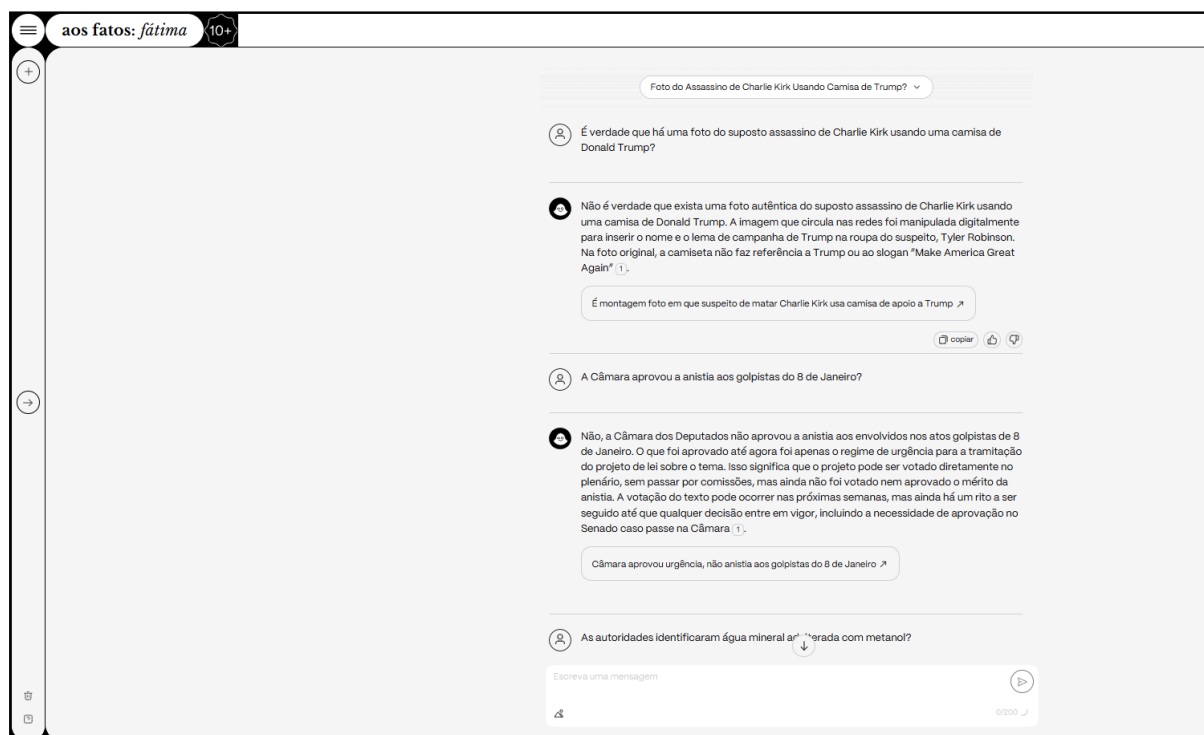 aos fatos: fátima 10+
Foto do Assassino de Charlie Kirk Usando Camisa de Trump?
É verdade que há uma foto do suposto assassino de Charlie Kirk usando uma camisa de
Donald Trump?
Não é verdade que exista uma foto autêntica do suposto assassino de Charlie Kirk usando
uma camisa de Donald Trump. A imagem que circula nas redes foi manipulada digitalmente
para inserir o nome e o lema de campanha de Trump na roupa do suspeito, Tyler Robinson.
Na foto original, a camiseta não faz referência a Trump ou ao slogan "Make America Great
Again" 1.
É montagem foto em que suspeito de matar Charlie Kirk usa camisa de apoio a Trump ↗
copiar
A Câmara aprovou a anistia aos golpistas do 8 de Janeiro?
Não, a Câmara dos Deputados não aprovou a anistia aos envolvidos nos atos golpistas de 8
de Janeiro. O que foi aprovado até agora foi apenas o regime de urgência para a tramitação
do projeto de lei sobre o tema. Isso significa que o projeto pode ser votado diretamente no
plenário, sem passar por comissões, mas ainda não foi votado nem aprovado o mérito da
anistia. A votação do texto pode ocorrer nas próximas semanas, mas ainda há um rito a ser
seguido até que qualquer decisão entre em vigor, incluindo a necessidade de aprovação no
Senado caso passe na Câmara 1.
Câmara aprovou urgência, não anistia aos golpistas do 8 de Janeiro ↗
As autoridades identificaram água mineral com metanol?
Escreva uma mensagem
0/200